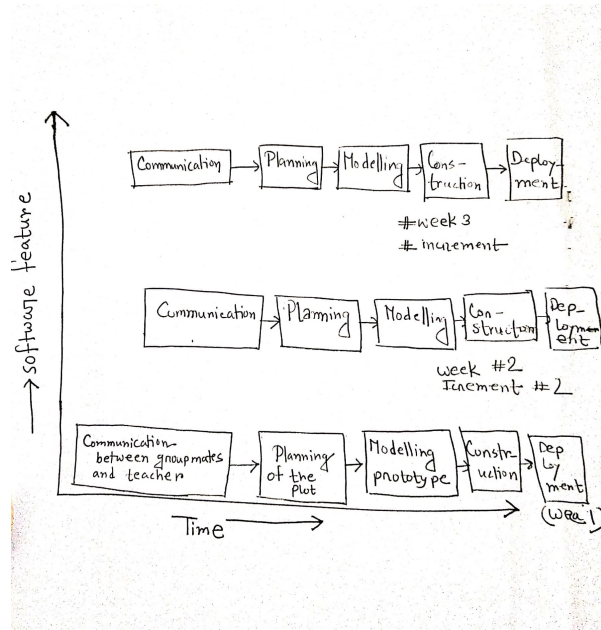 Communication
Planning
Modelling
Cons-
truction
Deploy-
ment
#week 3
# increment
→software feature
Communication
Planning
Modelling
Con-
struction
Dep-
loyment
week #2
Increment #2
Communication
between groupmates
and teacher
Planning
of the
Plot
Modelling
prototype
Constr-
uction
Dep
loy
ment
Time